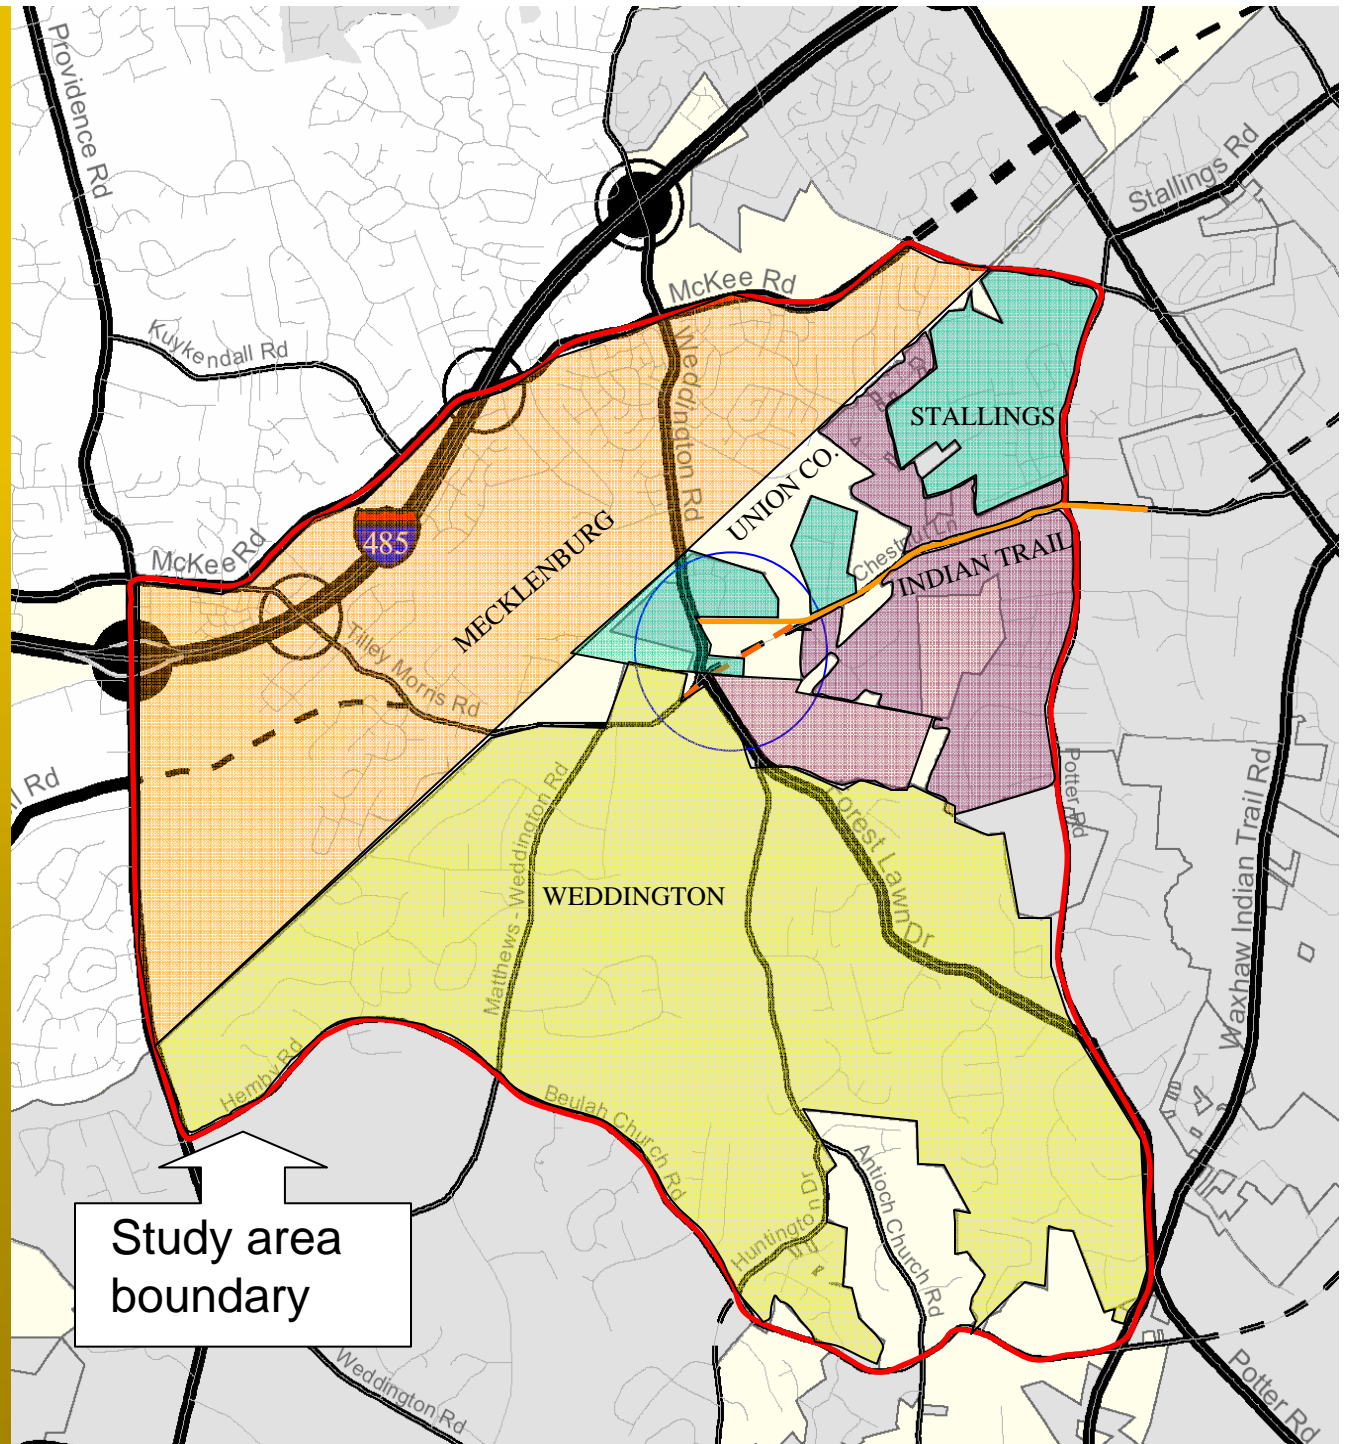 Providence Rd
Stallings Rd
McKee Rd
Kuykendall Rd
Weddington Rd
STALLINGS
UNION CO.
485
McKee Rd
MECKLENBURG
Chestnut Ln
INDIAN TRAIL
Tilley Morris Rd
Rd
Potter Rd
Matthews - Weddington Rd
Forest Lawn Dr
Waxhaw Indian Trail Rd
WEDDINGTON
Hemby Rd
Beulah Church Rd
Antioch Church Rd
Huntington Dr
Study area
boundary
Weddington Rd
Potter Rd